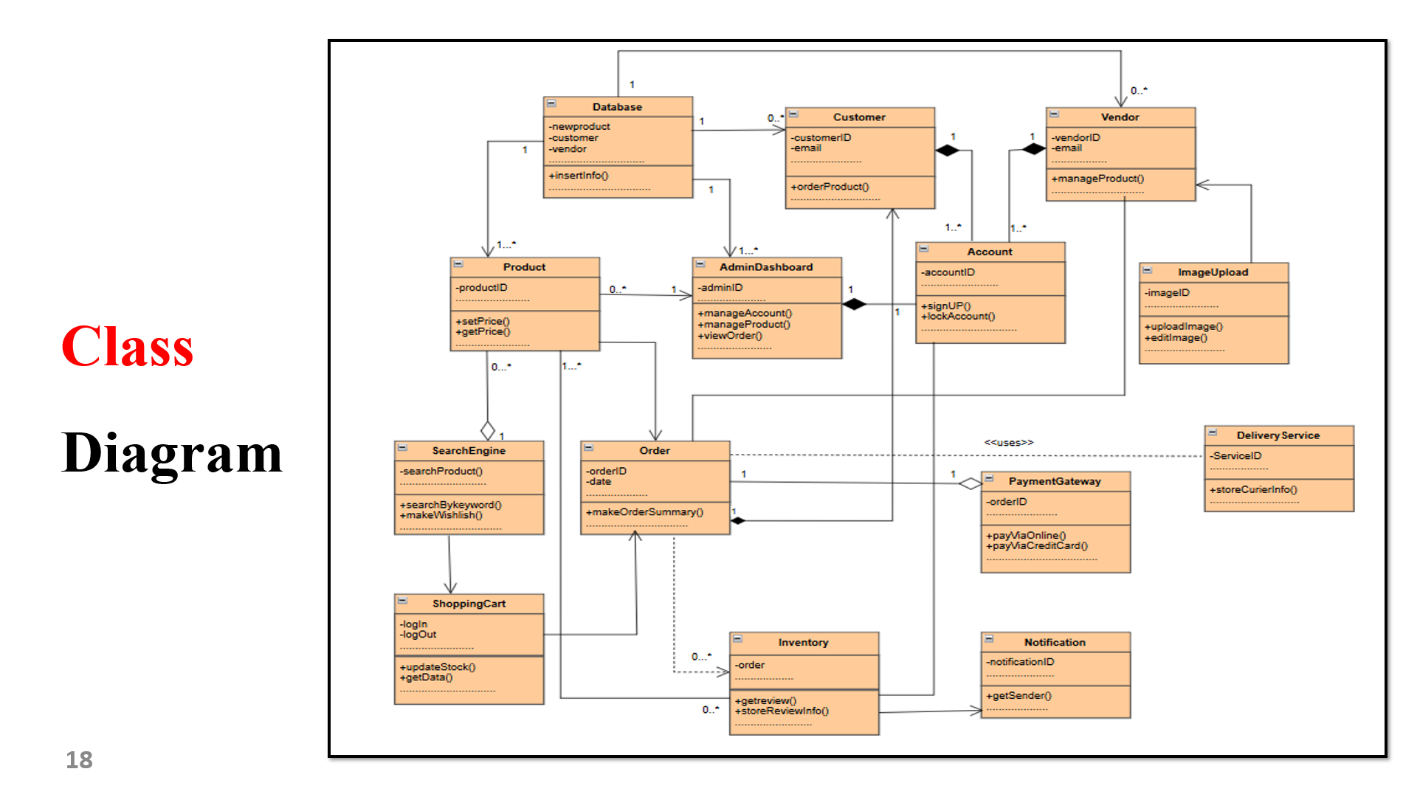 Class
Diagram
18
1
0..*
Database
-newproduct
-customer
-vendor
................................
+insertInfo()
..................................
1
0..*
1
1
Customer
-customerID
-email
........................
+orderProduct()
..............................
1
Vendor
-vendorID
-email
...................
+manageProduct()
...............................
1
1...*
1...*
1..*
1..*
Product
-productID
.........................
+setPrice()
+getPrice()
.........................
0..*
1
AdminDashboard
-adminID
.......................
+manageAccount()
+manageProduct()
+viewOrder()
.........................
1
1
Account
-accountID
..........................
+signUP()
+lockAccount()
................................
ImageUpload
-imageID
.........................
+uploadImage()
+editImage()
...........................
0...*
1...*
1
SearchEngine
-searchProduct()
.............................
+searchBykeyword()
+makeWishlish()
..................................
Order
-orderID
-date
.....................
+makeOrderSummary()
..................................
<<uses>>
1
1
1
PaymentGateway
-orderID
........................
+payViaOnline()
+payViaCreditCard()
.....................................
DeliveryService
-ServiceID
....................
+storeCurierInfo()
..............................
ShoppingCart
-logIn
-logOut
.........................
+updateStock()
+getData()
................................
0...*
0..*
Inventory
-order
....................
+getreview()
+storeReviewInfo()
..........................
Notification
-notificationID
.......................
+getSender()
.....................